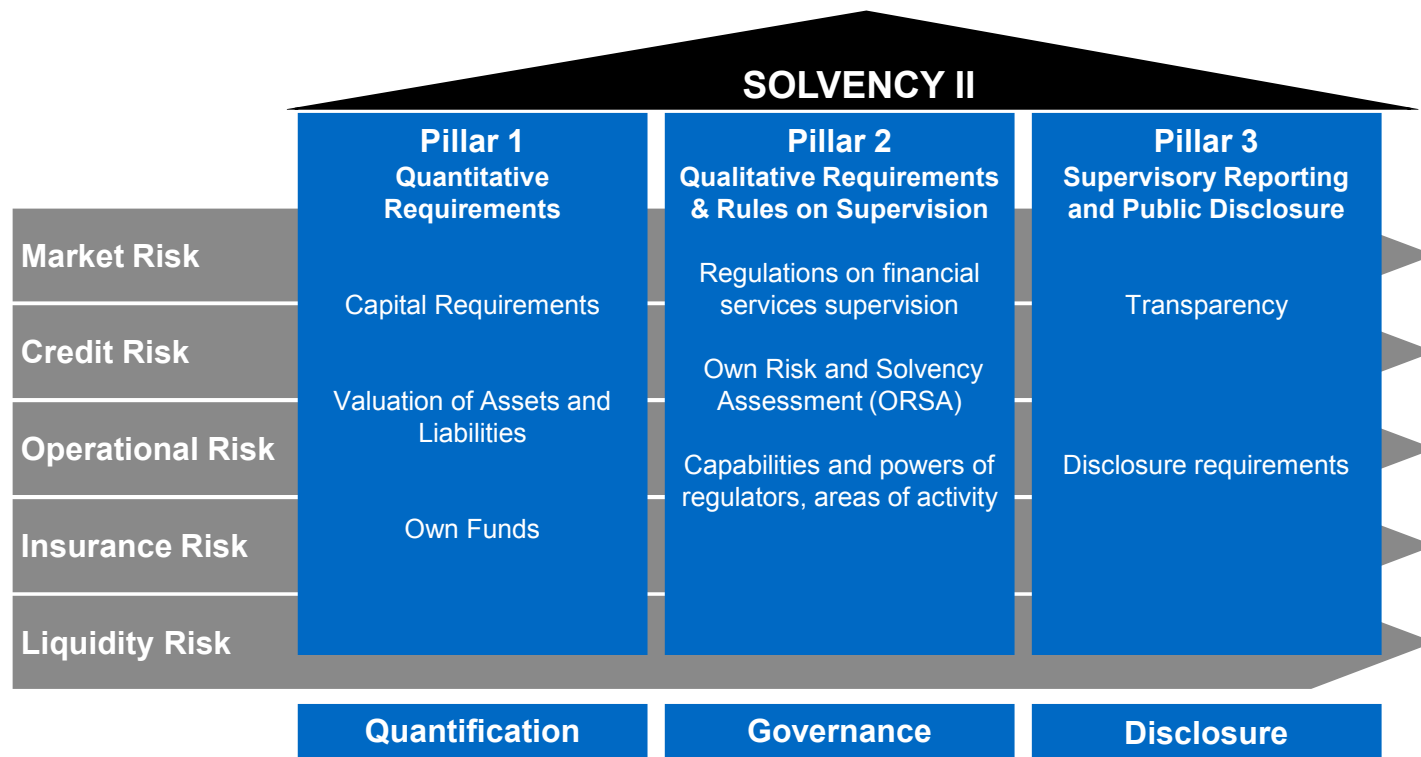 SOLVENCY II
Pillar 1
Quantitative
Requirements
Capital Requirements
Valuation of Assets and
Liabilities
Own Funds
Pillar 2
Qualitative Requirements
& Rules on Supervision
Regulations on financial
services supervision
Own Risk and Solvency
Assessment (ORSA)
Capabilities and powers of
regulators, areas of activity
Pillar 3
Supervisory Reporting
and Public Disclosure
Transparency
Disclosure requirements
Market Risk
Credit Risk
Operational Risk
Insurance Risk
Liquidity Risk
Quantification
Governance
Disclosure